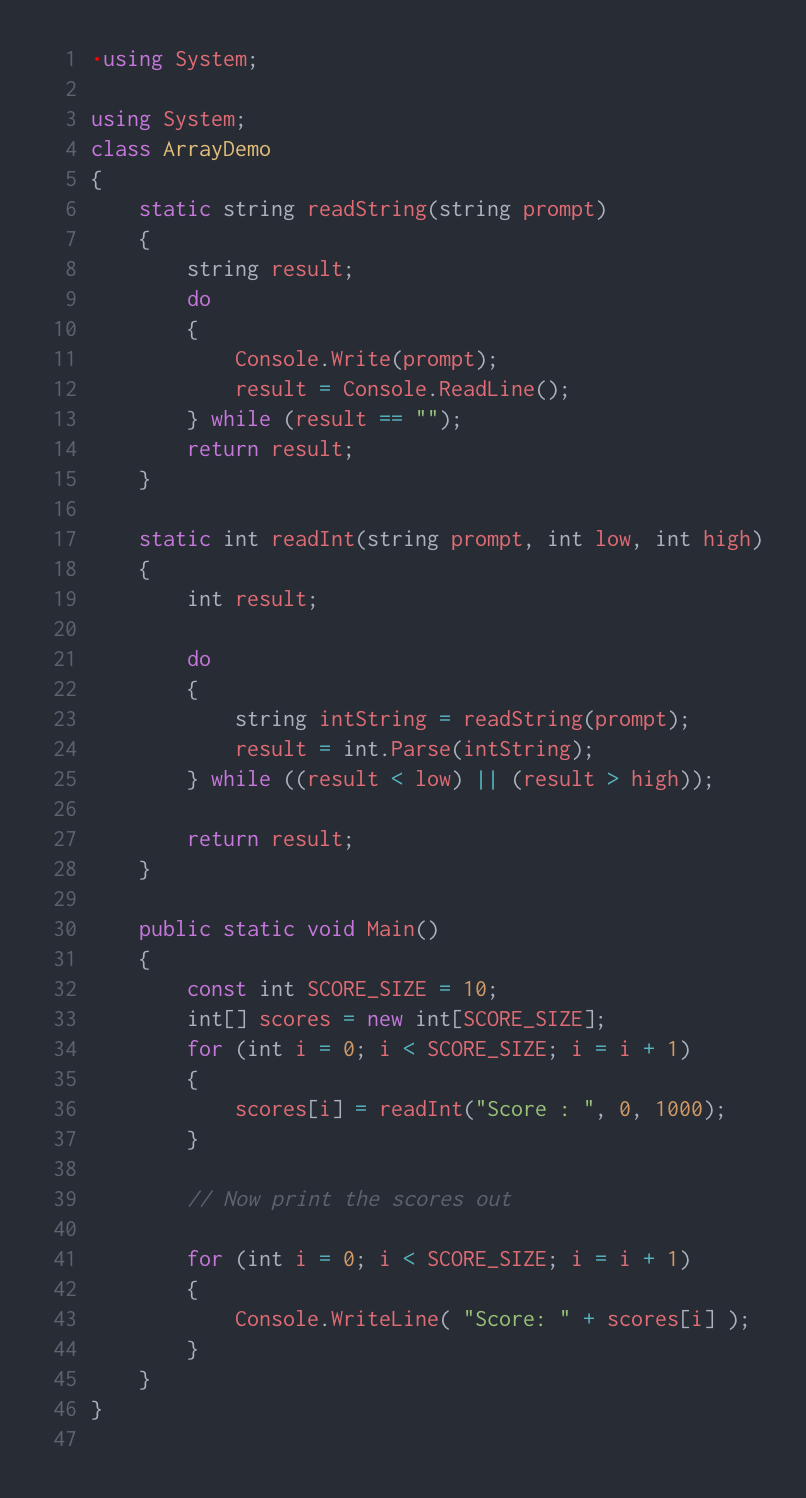 1 ·using System;
2
3 using System;
4 class ArrayDemo
5 {
6     static string readString(string prompt)
7     {
8         string result;
9         do
10         {
11             Console.Write(prompt);
12             result = Console.ReadLine();
13         } while (result == "");
14         return result;
15     }
16
17     static int readInt(string prompt, int low, int high)
18     {
19         int result;
20
21         do
22         {
23             string intString = readString(prompt);
24             result = int.Parse(intString);
25         } while ((result < low) || (result > high));
26
27         return result;
28     }
29
30     public static void Main()
31     {
32         const int SCORE_SIZE = 10;
33         int[] scores = new int[SCORE_SIZE];
34         for (int i = 0; i < SCORE_SIZE; i = i + 1)
35         {
36             scores[i] = readInt("Score : ", 0, 1000);
37         }
38
39         // Now print the scores out
40
41         for (int i = 0; i < SCORE_SIZE; i = i + 1)
42         {
43             Console.WriteLine( "Score: " + scores[i] );
44         }
45     }
46 }
47